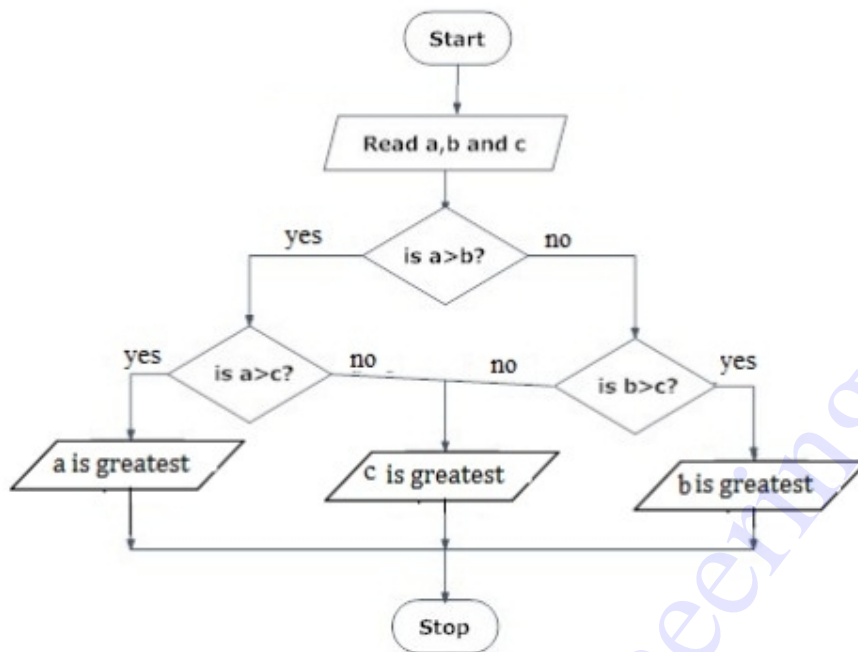 Start
Read a,b and c
yes
is a>b?
no
yes
is a>c?
no
no
is b>c?
yes
a is greatest
c is greatest
b is greatest
Stop